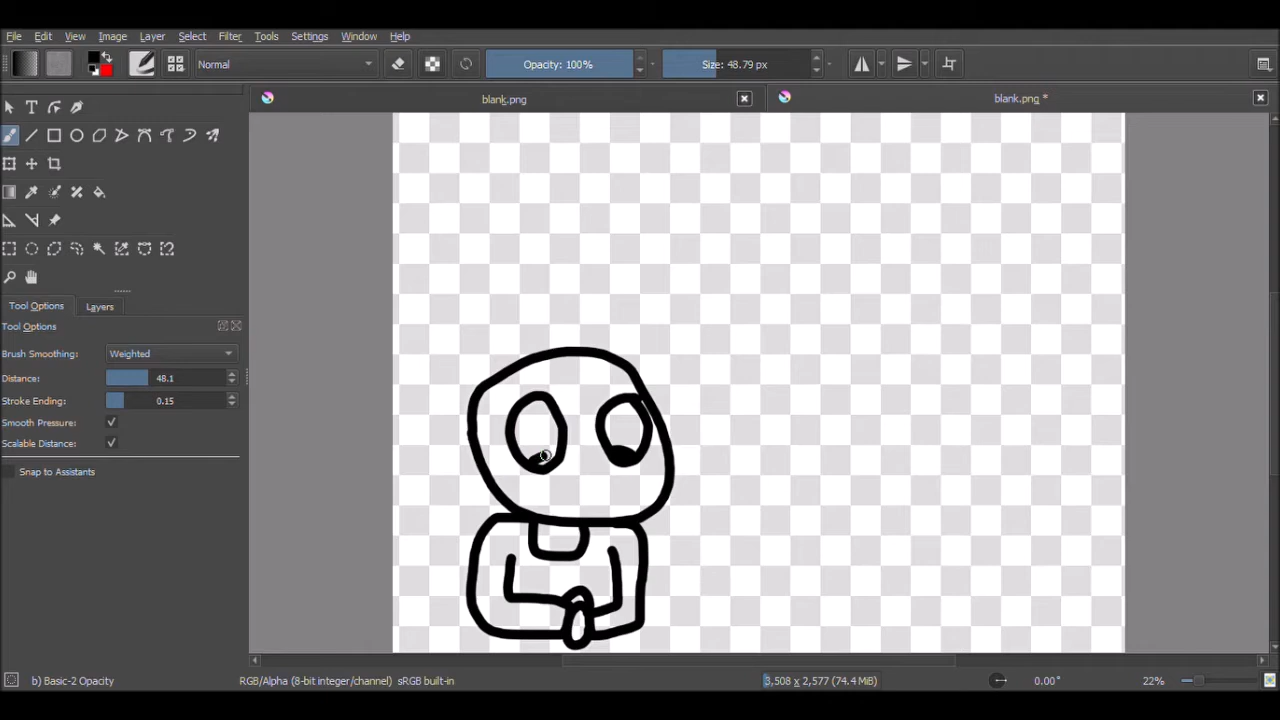 File Edit View Image Layer Select Filter Tools Settings Window Help
Normal Opacity: 100% Size: 48.79 px
blank.png blank.png *
Tool Options Layers
Tool Options
Brush Smoothing: Weighted
Distance: 48.1
Stroke Ending: 0.15
Smooth Pressure:
Scalable Distance:
Snap to Assistants
b) Basic-2 Opacity RGB/Alpha (8-bit integer/channel) sRGB built-in 3,508 x 2,577 (74.4 MiB) 0.00° 22%